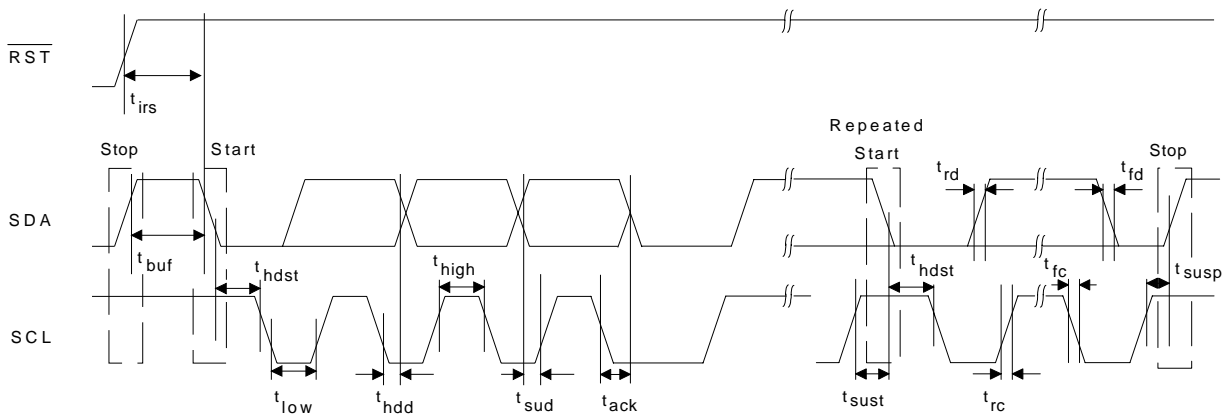 RST
t irs
Repeated
Stop Start Start t rd t fd Stop
SDA
t buf t hdst t high t hdst t fc t susp
SCL
t low t hdd t sud t ack t sust t rc